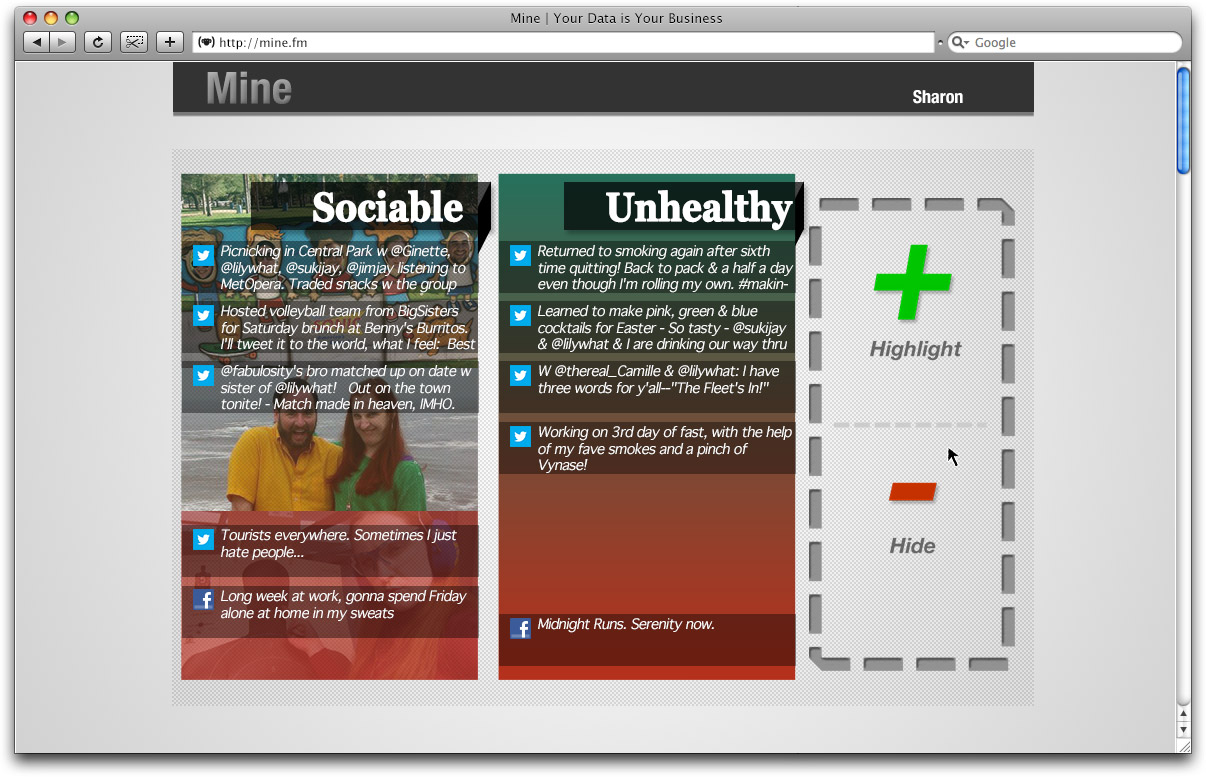 Mine | Your Data is Your Business
http://mine.fm
Google
Mine
Sharon
Sociable
Picnicking in Central Park w @Ginette,
@lilywhat, @sukijay, @jimjay listening to
MetOpera. Traded snacks w the group
Hosted volleyball team from BigSisters
for Saturday brunch at Benny's Burritos.
I'll tweet it to the world, what I feel: Best
@fabulosity's bro matched up on date w
sister of @lilywhat! Out on the town
tonite! - Match made in heaven, IMHO.
Tourists everywhere. Sometimes I just
hate people...
Long week at work, gonna spend Friday
alone at home in my sweats
Unhealthy
Returned to smoking again after sixth
time quitting! Back to pack & a half a day
even though I'm rolling my own. #makin-
Learned to make pink, green & blue
cocktails for Easter - So tasty - @sukijay
& @lilywhat & I are drinking our way thru
W @thereal_Camille & @lilywhat: I have
three words for y'all--"The Fleet's In!"
Working on 3rd day of fast, with the help
of my fave smokes and a pinch of
Vynase!
Midnight Runs. Serenity now.
Highlight
Hide